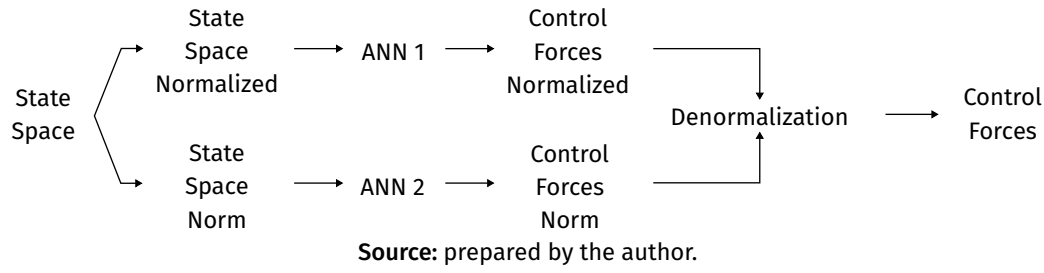 State
Space
State
Space
Normalized
ANN 1
Control
Forces
Normalized
State
Space
Norm
ANN 2
Control
Forces
Norm
Denormalization
Control
Forces
Source: prepared by the author.